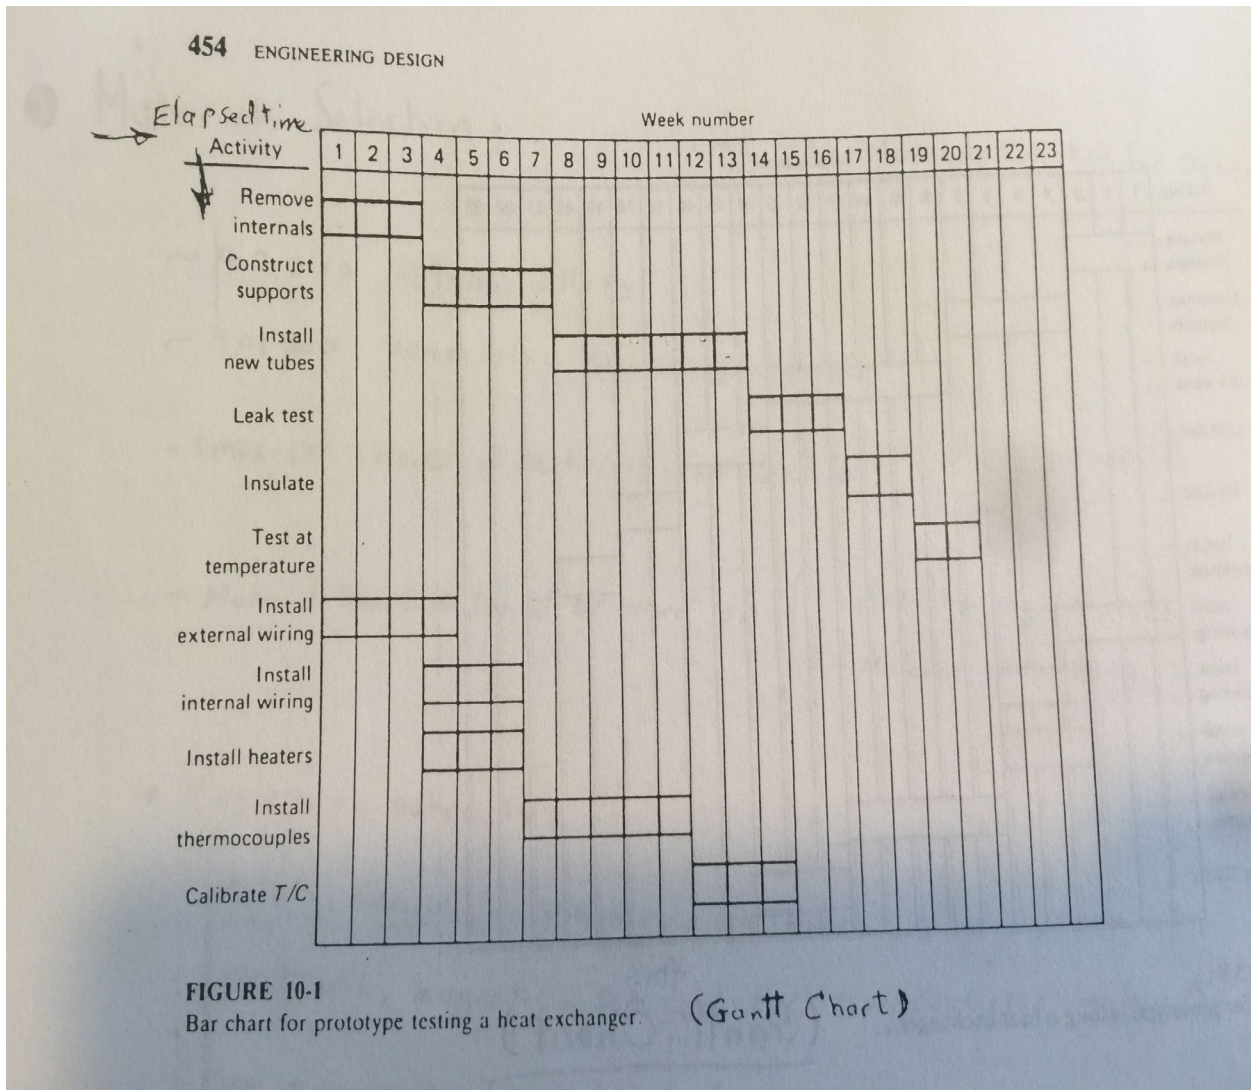 454 ENGINEERING DESIGN
Elapsed time
Week number
Activity 1 2 3 4 5 6 7 8 9 10 11 12 13 14 15 16 17 18 19 20 21 22 23
Remove
internals
Construct
supports
Install
new tubes
Leak test
Insulate
Test at
temperature
Install
external wiring
Install
internal wiring
Install heaters
Install
thermocouples
Calibrate T/C
FIGURE 10-1
Bar chart for prototype testing a heat exchanger. (Gantt Chart)